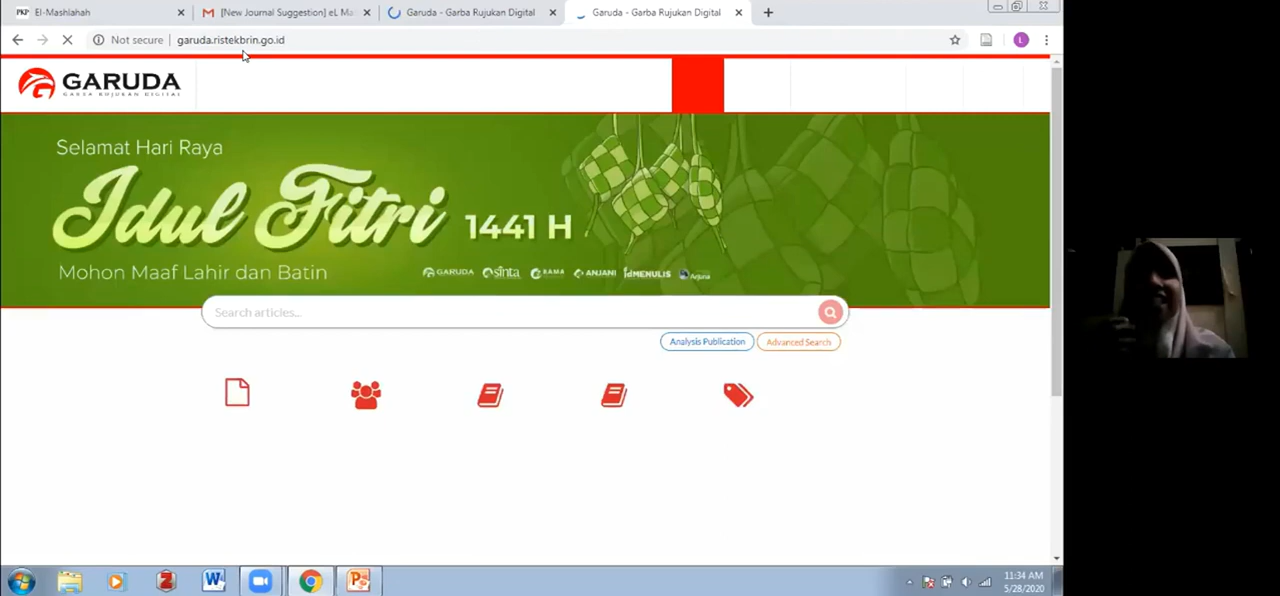 El-Mashlahah
[New Journal Suggestion] eL Ma
Garuda - Garba Rujukan Digital
Garuda - Garba Rujukan Digital
Not secure
garuda.ristekbrin.go.id
L
GARUDA
GARBA RUJUKAN DIGITAL
Selamat Hari Raya
Idul Fitri 1441 H
Mohon Maaf Lahir dan Batin
GARUDA sinta RAMA ANJANI idMENULIS Arjuna
Search articles...
Analysis Publication
Advanced Search
11:34 AM
5/28/2020